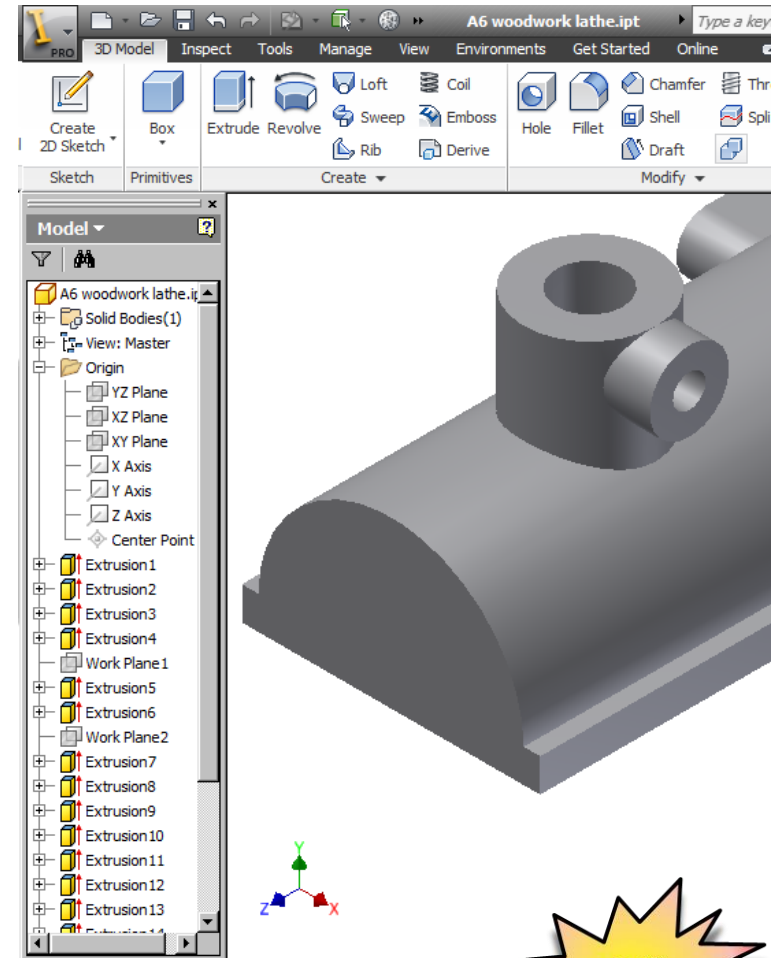 A6 woodwork lathe.ipt Type a key
PRO 3D Model Inspect Tools Manage View Environments Get Started Online
Create 2D Sketch Box Extrude Revolve Loft Sweep Rib Coil Emboss Derive Hole Fillet Chamfer Shell Draft Thr Spli
Sketch Primitives Create Modify
Model
A6 woodwork lathe.ip
Solid Bodies(1)
View: Master
Origin
YZ Plane
XZ Plane
XY Plane
X Axis
Y Axis
Z Axis
Center Point
Extrusion1
Extrusion2
Extrusion3
Extrusion4
Work Plane1
Extrusion5
Extrusion6
Work Plane2
Extrusion7
Extrusion8
Extrusion9
Extrusion10
Extrusion11
Extrusion12
Extrusion13
Y
Z X